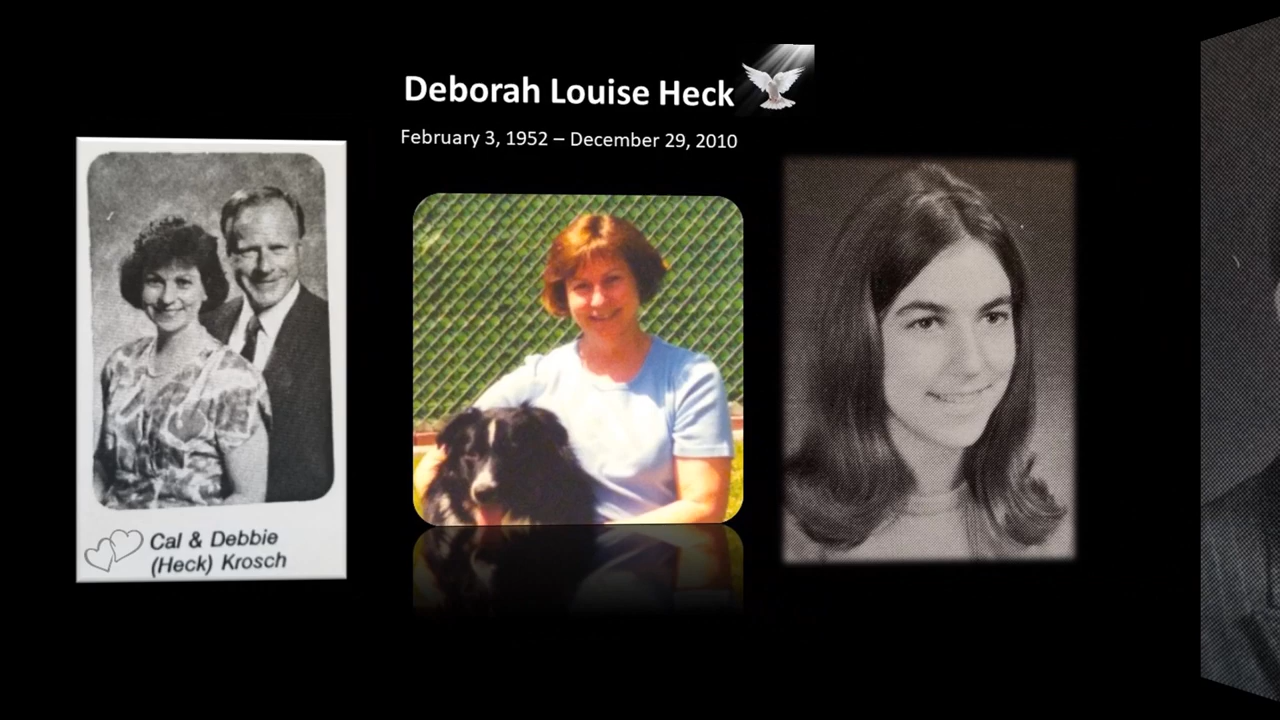 Deborah Louise Heck
February 3, 1952 – December 29, 2010
Cal & Debbie
(Heck) Krosch